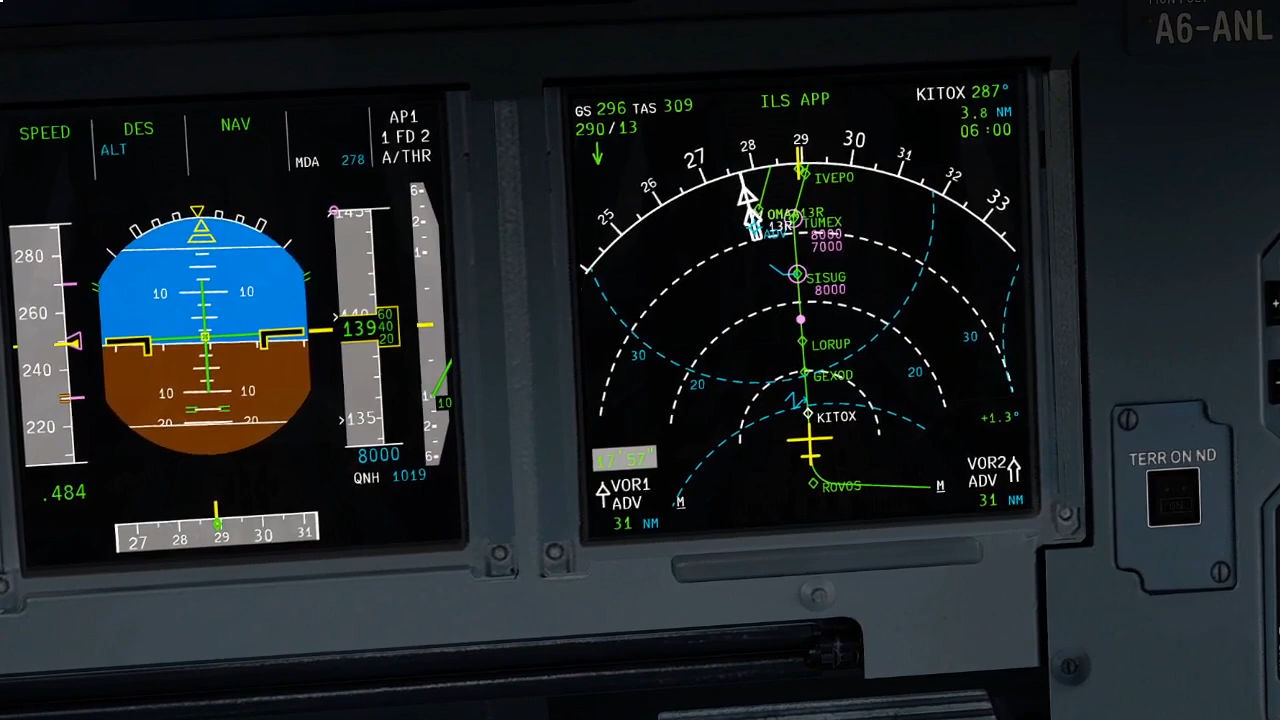 A6-ANL
SPEED
DES
NAV
AP1
ALT
1 FD 2
MDA 278
A/THR
280
260
240
220
.484
10 10
10 10
20 20
139
60
40
20
135
8000
QNH 1019
6
2
1
1
2
6
10
27 28 29 30 31
GS 296 TAS 309
290/13
ILS APP
KITOX 287°
3.8 NM
06:00
25
26
27
28
29
30
31
32
33
IVEPO
OMA13R
13R
TUMEX
8000
7000
SISUG
8000
LORUP
GEXOD
KITOX
ROVOS
30
20
20
30
+1.3°
17'57"
VOR1
ADV
31 NM
M
M
VOR2
ADV
31 NM
TERR ON ND
ON